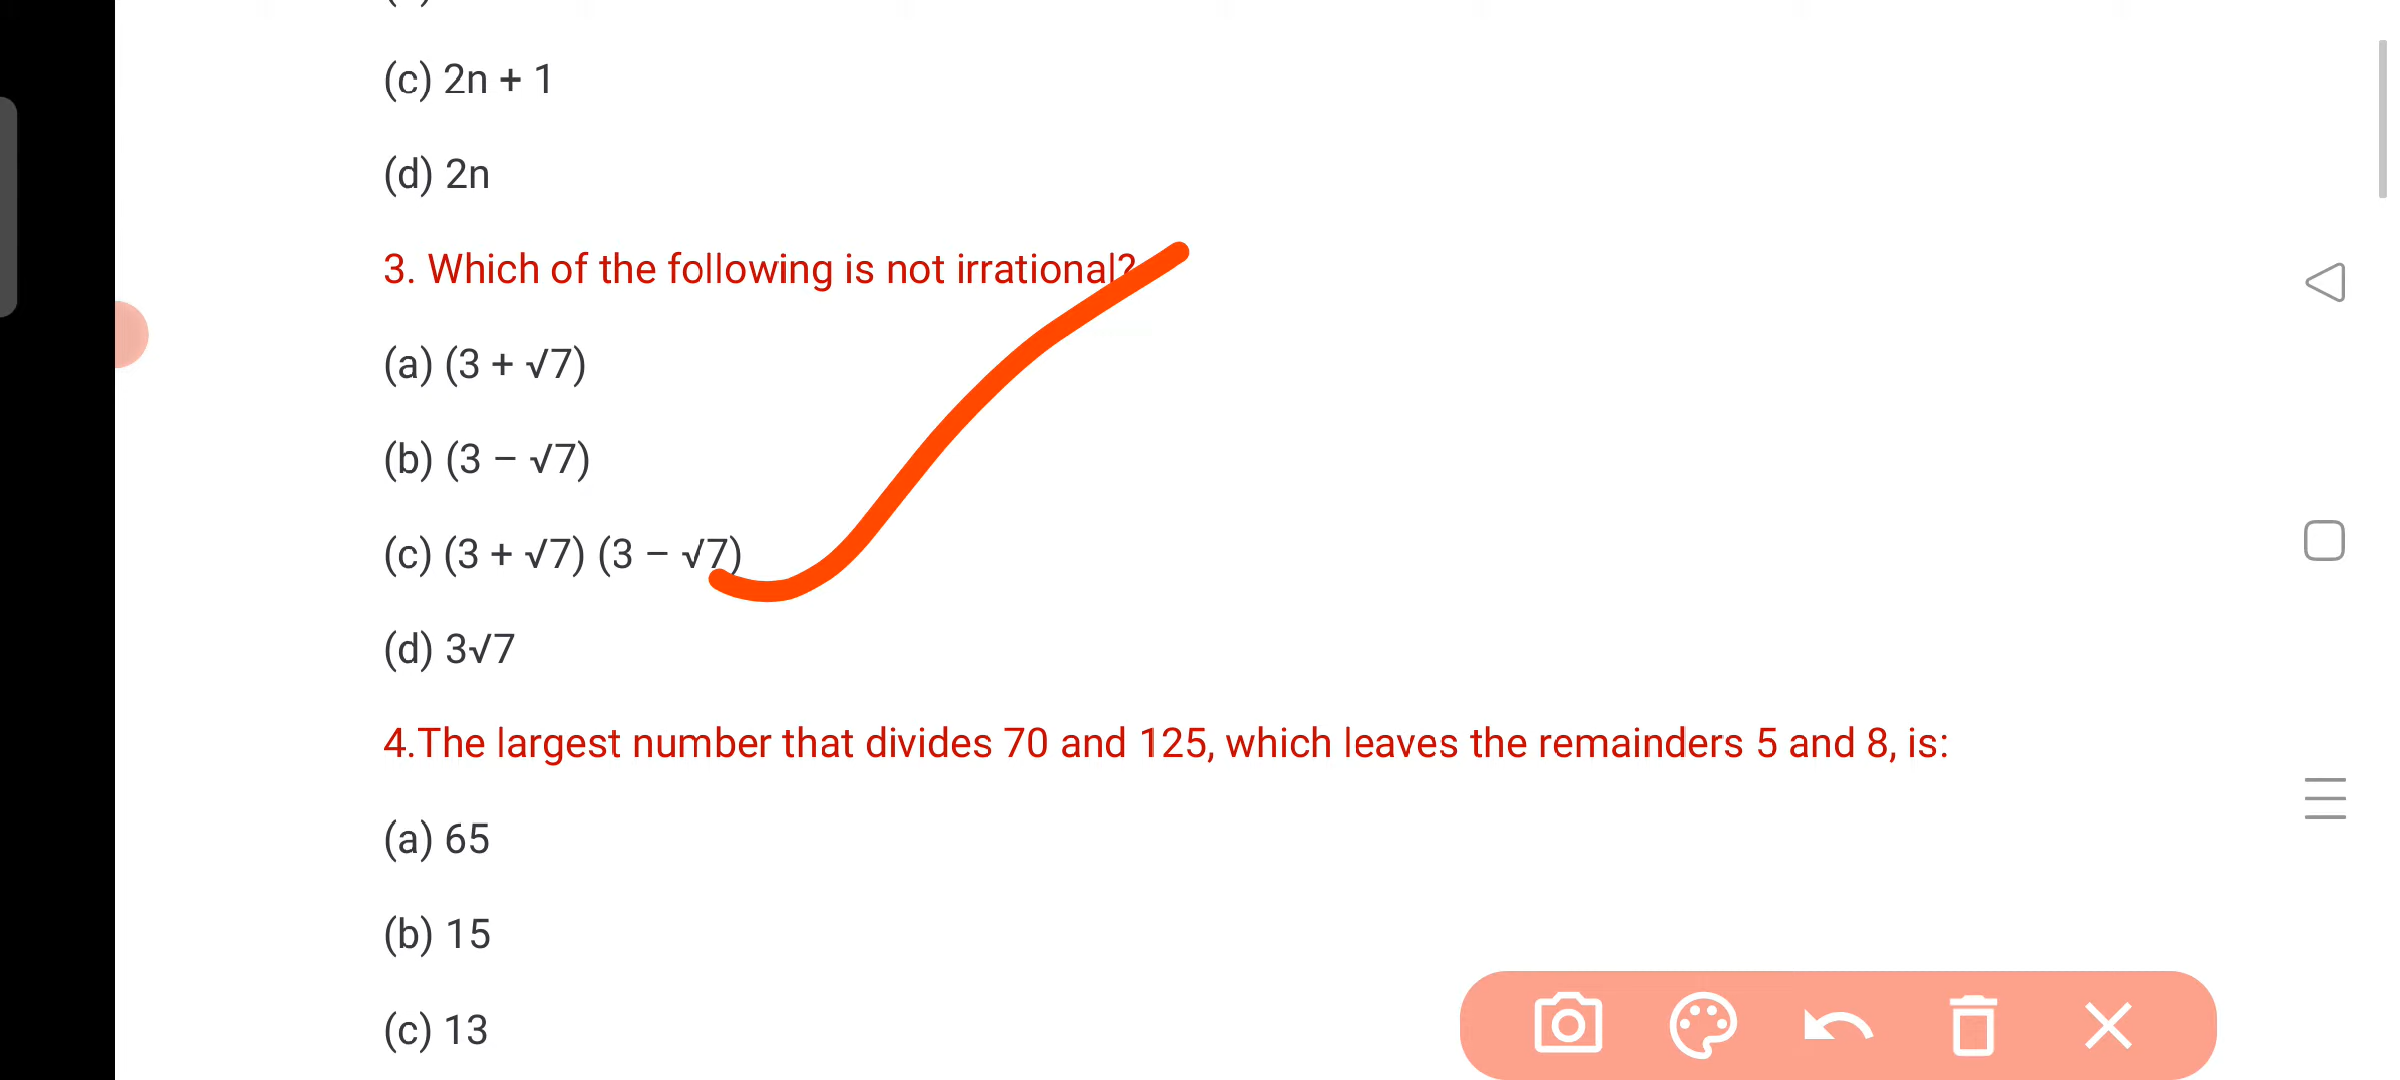 (c) 2n + 1
(d) 2n
3. Which of the following is not irrational?
(a) (3 + √7)
(b) (3 – √7)
(c) (3 + √7) (3 – √7)
(d) 3√7
4.The largest number that divides 70 and 125, which leaves the remainders 5 and 8, is:
(a) 65
(b) 15
(c) 13